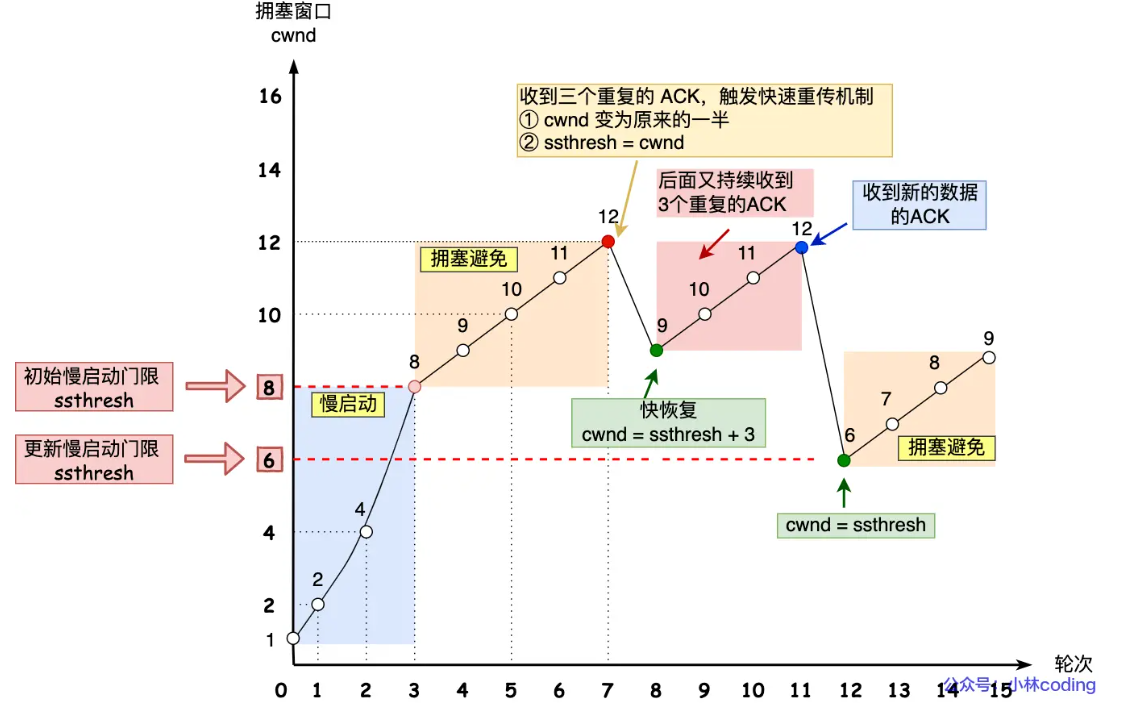 拥塞窗口
cwnd
16
收到三个重复的 ACK，触发快速重传机制
① cwnd 变为原来的一半
② ssthresh = cwnd
14
后面又持续收到
3个重复的ACK
收到新的数据
的ACK
12
12
12
拥塞避免
11
11
10
10
10
9
9
9
8
8
初始慢启动门限
ssthresh
8
慢启动
快恢复
cwnd = ssthresh + 3
7
6
拥塞避免
更新慢启动门限
ssthresh
6
cwnd = ssthresh
4
4
2
2
1
轮次
0 1 2 3 4 5 6 7 8 9 10 11 12 13 14 15
公众号：小林coding